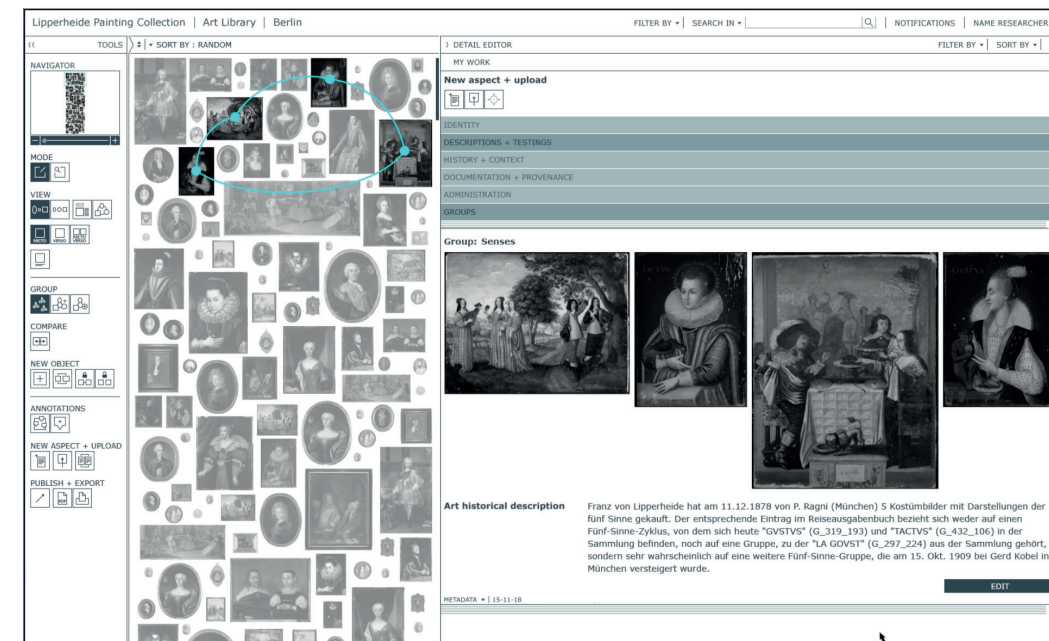 Lipperheide Painting Collection | Art Library | Berlin
FILTER BY ▾ | SEARCH IN ▾ | NOTIFICATIONS | NAME RESEARCHER
TOOLS
SORT BY : RANDOM
DETAIL EDITOR
FILTER BY ▾ | SORT BY ▾
NAVIGATOR
MODE
VIEW
RECTO
VERSO
RECTO
VERSO
GROUP
COMPARE
NEW OBJECT
ANNOTATIONS
NEW ASPECT + UPLOAD
PUBLISH + EXPORT
PDF
MY WORK
New aspect + upload
IDENTITY
DESCRIPTIONS + TESTINGS
HISTORY + CONTEXT
DOCUMENTATION + PROVENANCE
ADMINISTRATION
GROUPS
Group: Senses
TACTVS
GVSTVS
Art historical description
Franz von Lipperheide hat am 11.12.1878 von P. Ragni (München) 5 Kostümbilder mit Darstellungen der
fünf Sinne gekauft. Der entsprechende Eintrag im Reiseausgabenbuch bezieht sich weder auf einen
Fünf-Sinne-Zyklus, von dem sich heute "GVSTVS" (G_319_193) und "TACTVS" (G_432_106) in der
Sammlung befinden, noch auf eine Gruppe, zu der "LA GOVST" (G_297_224) aus der Sammlung gehört,
sondern sehr wahrscheinlich auf eine weitere Fünf-Sinne-Gruppe, die am 15. Okt. 1909 bei Gerd Kobel in
München versteigert wurde.
EDIT
METADATA ▾ | 15-11-18